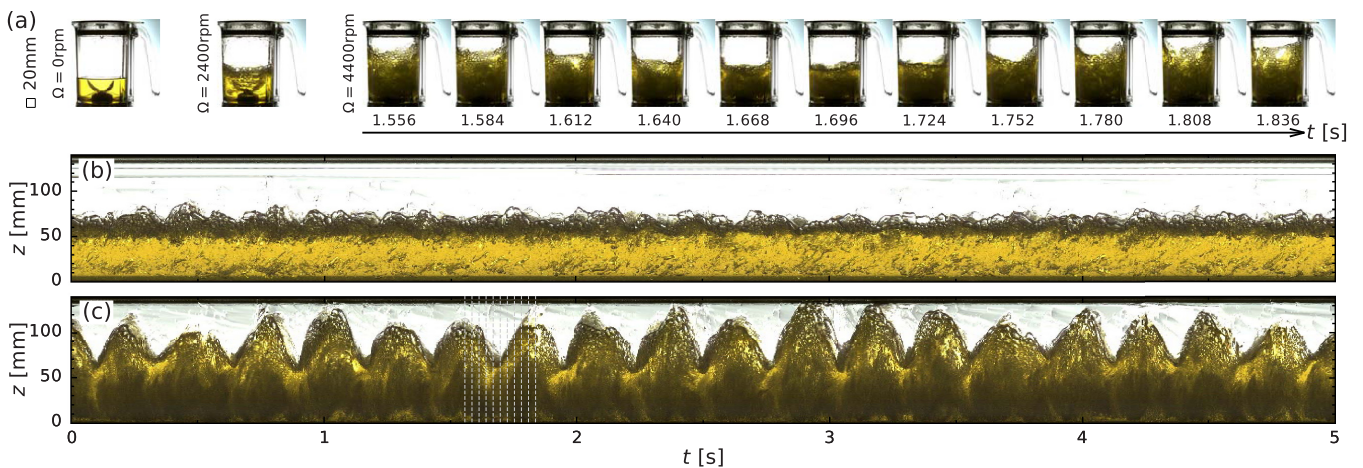 (a)
20mm
Ω = 0rpm
Ω = 2400rpm
Ω = 4400rpm
1.556 1.584 1.612 1.640 1.668 1.696 1.724 1.752 1.780 1.808 1.836
t [s]
(b)
100
50
0
z [mm]
(c)
100
50
0
z [mm]
0 1 2 3 4 5
t [s]